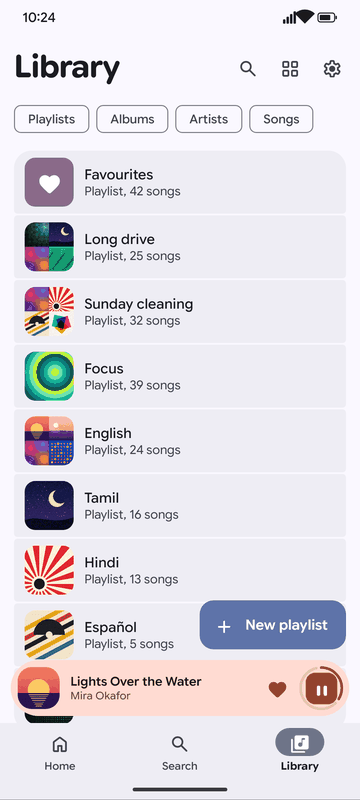 10:24
Library
Playlists
Albums
Artists
Songs
Favourites
Playlist, 42 songs
Long drive
Playlist, 25 songs
Sunday cleaning
Playlist, 32 songs
Focus
Playlist, 39 songs
English
Playlist, 24 songs
Tamil
Playlist, 16 songs
Hindi
Playlist, 13 songs
Español
Playlist, 5 songs
New playlist
Lights Over the Water
Mira Okafor
Home
Search
Library